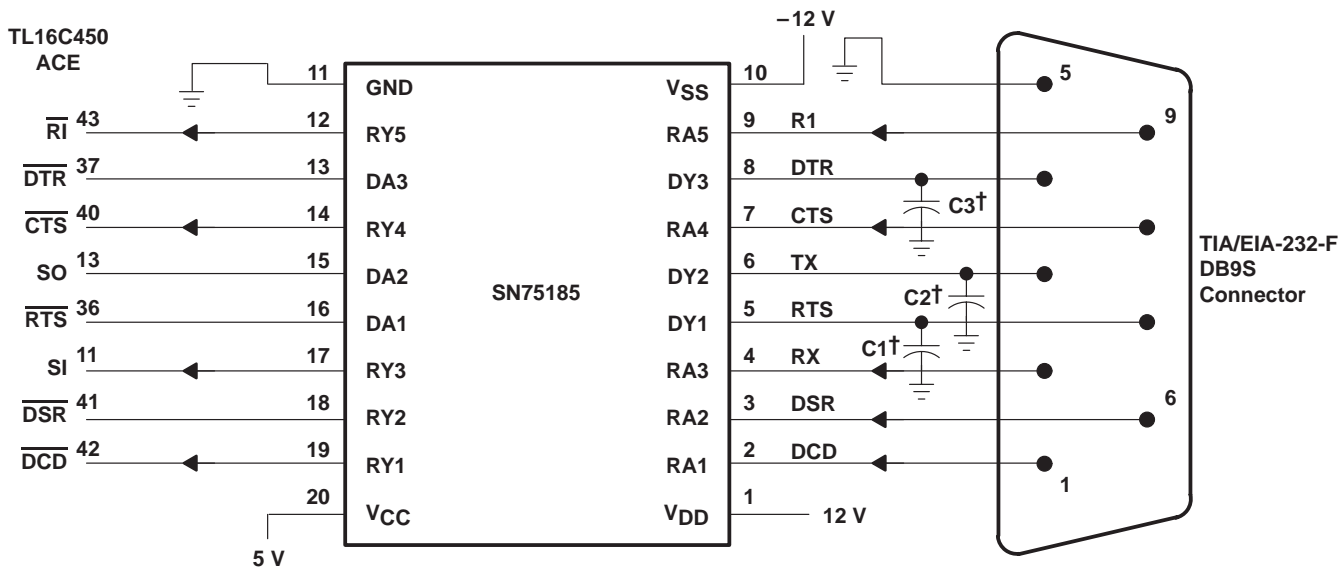 TL16C450
ACE
–12 V
11 GND VSS 10 5
RI 43 12 RY5 RA5 9 R1 9
DTR 37 13 DA3 DY3 8 DTR
C3†
CTS 40 14 RY4 RA4 7 CTS
SO 13 15 DA2 DY2 6 TX
C2†
RTS 36 16 DA1 DY1 5 RTS
C1†
SI 11 17 RY3 RA3 4 RX
DSR 41 18 RY2 RA2 3 DSR 6
DCD 42 19 RY1 RA1 2 DCD 1
20 VCC VDD 1 12 V
5 V
SN75185
TIA/EIA-232-F
DB9S
Connector